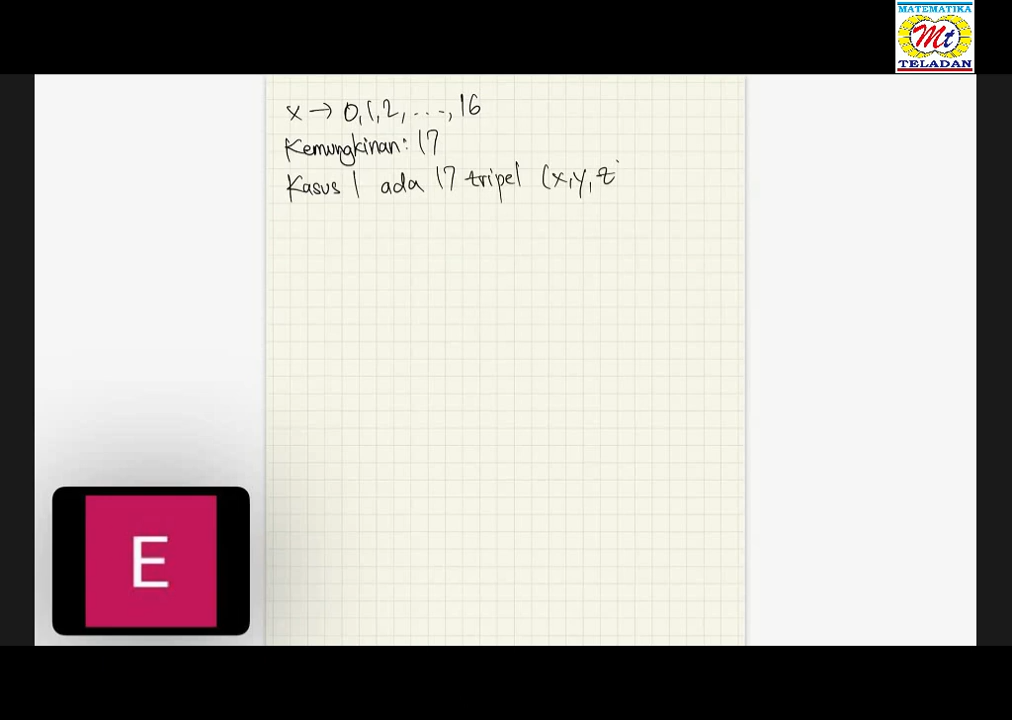 MATEMATIKA
Mt
TELADAN
x → 0,1,2, ..., 16
Kemungkinan: 17
Kasus 1 ada 17 tripel (x,y,z
E